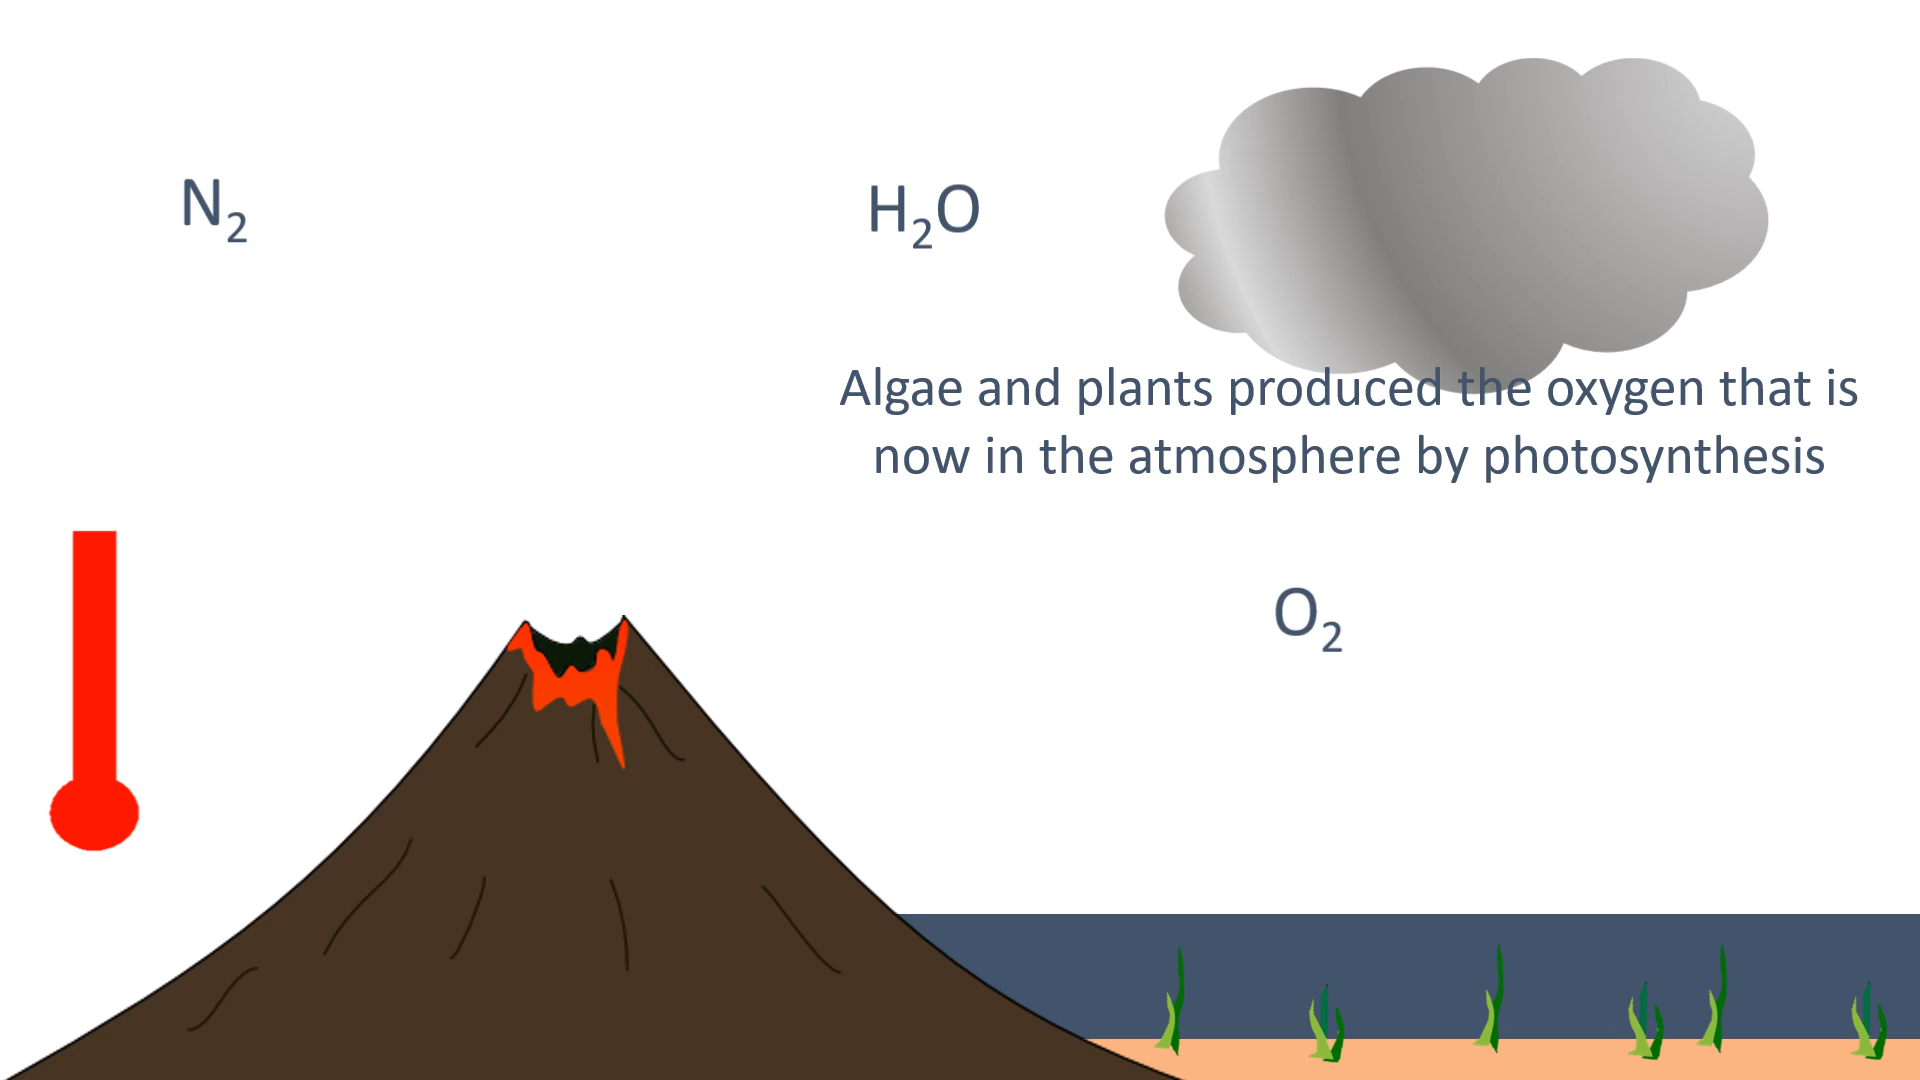 N₂
H₂O
Algae and plants produced the oxygen that is
now in the atmosphere by photosynthesis
O₂